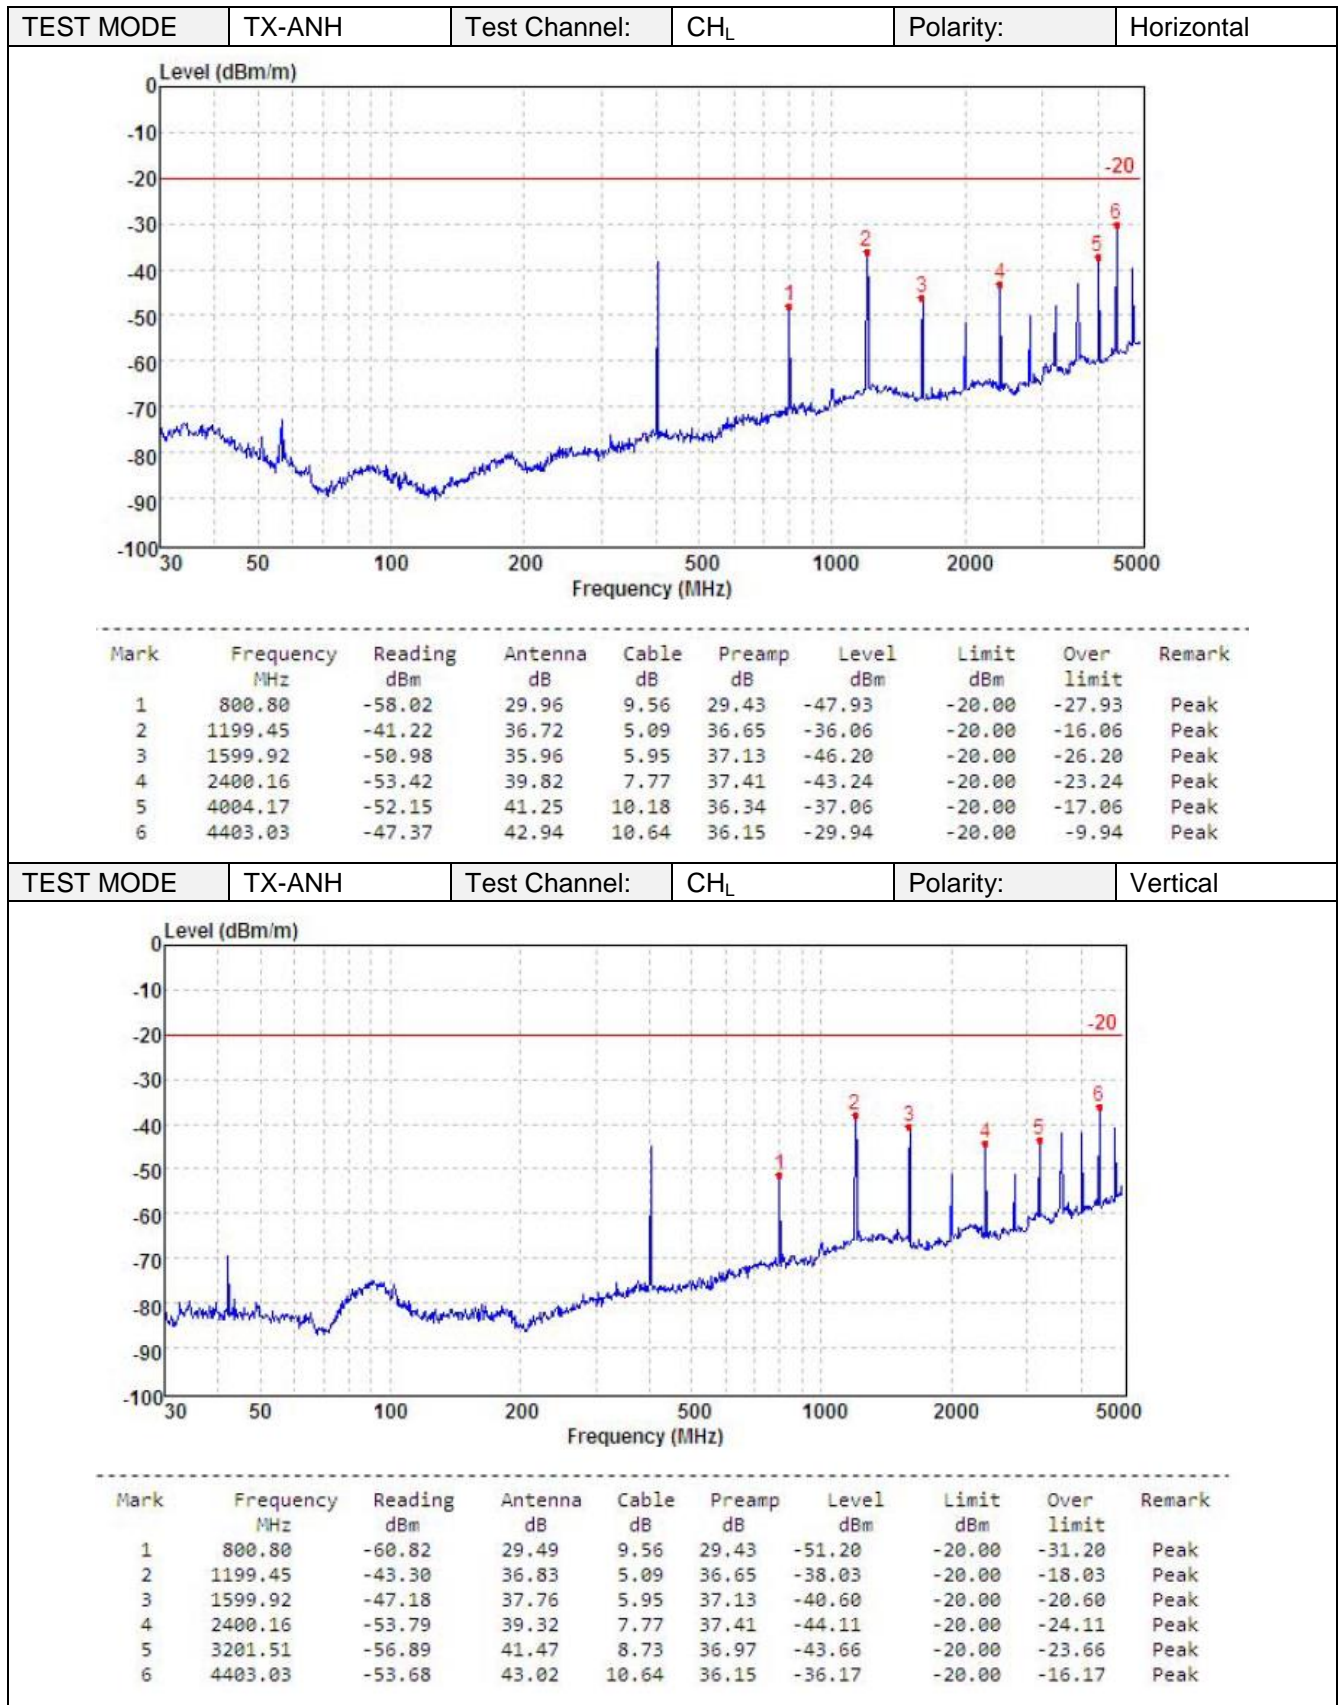 TEST MODE TX-ANH Test Channel: CHL Polarity: Horizontal
Level (dBm/m)
0
-10
-20
-20
-30
6
2
5
-40
4
3
1
-50
-60
-70
-80
-90
-100
30 50 100 200 500 1000 2000 5000
Frequency (MHz)
Mark Frequency Reading Antenna Cable Preamp Level Limit Over Remark
MHz dBm dB dB dB dBm dBm limit
1 800.80 -58.02 29.96 9.56 29.43 -47.93 -20.00 -27.93 Peak
2 1199.45 -41.22 36.72 5.09 36.65 -36.06 -20.00 -16.06 Peak
3 1599.92 -50.98 35.96 5.95 37.13 -46.20 -20.00 -26.20 Peak
4 2400.16 -53.42 39.82 7.77 37.41 -43.24 -20.00 -23.24 Peak
5 4004.17 -52.15 41.25 10.18 36.34 -37.06 -20.00 -17.06 Peak
6 4403.03 -47.37 42.94 10.64 36.15 -29.94 -20.00 -9.94 Peak
TEST MODE TX-ANH Test Channel: CHL Polarity: Vertical
Level (dBm/m)
0
-10
-20
-20
-30
6
2
3
-40
5
4
1
-50
-60
-70
-80
-90
-100
30 50 100 200 500 1000 2000 5000
Frequency (MHz)
Mark Frequency Reading Antenna Cable Preamp Level Limit Over Remark
MHz dBm dB dB dB dBm dBm limit
1 800.80 -60.82 29.49 9.56 29.43 -51.20 -20.00 -31.20 Peak
2 1199.45 -43.30 36.83 5.09 36.65 -38.03 -20.00 -18.03 Peak
3 1599.92 -47.18 37.76 5.95 37.13 -40.60 -20.00 -20.60 Peak
4 2400.16 -53.79 39.32 7.77 37.41 -44.11 -20.00 -24.11 Peak
5 3201.51 -56.89 41.47 8.73 36.97 -43.66 -20.00 -23.66 Peak
6 4403.03 -53.68 43.02 10.64 36.15 -36.17 -20.00 -16.17 Peak